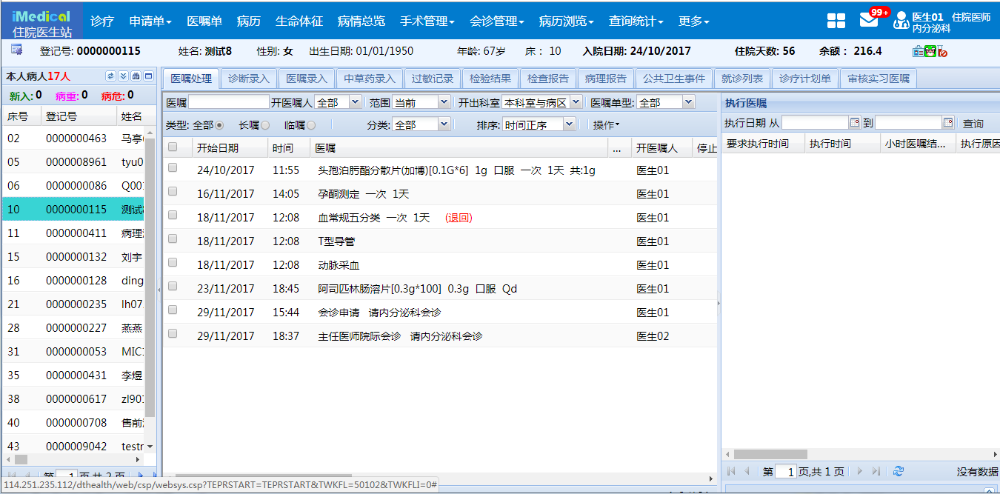 iMedical
住院医生站
诊疗 申请单 医嘱单 病历 生命体征 病情总览 手术管理 会诊管理 病历浏览 查询统计 更多
99+
医生01 住院医师
内分泌科
登记号: 0000000115 姓名: 测试8 性别: 女 出生日期: 01/01/1950 年龄: 67岁 床: 10 入院日期: 24/10/2017 住院天数: 56 余额: 216.4
本人病人17人
新入: 0 病重: 0 病危: 0
床号 登记号 姓名
02 0000000463 马亭
05 0000008961 tyu0
06 0000000086 Q00
10 0000000115 测试8
11 0000000411 病理
15 0000000132 刘宇
16 0000000128 ding
21 0000000235 lh07
28 0000000227 燕燕
31 0000000053 MIC
35 0000000431 李煜
38 0000000617 zl90
40 0000000708 售前
43 0000009042 testr
第 1 页,共 2 页
医嘱处理 诊断录入 医嘱录入 中草药录入 过敏记录 检验结果 检查报告 病理报告 公共卫生事件 就诊列表 诊疗计划单 审核实习医嘱
医嘱 开医嘱人 全部 范围 当前 开出科室 本科室与病区 医嘱单型: 全部
类型: 全部 长嘱 临嘱 分类: 全部 排序: 时间正序 操作
开始日期 时间 医嘱 ... 开医嘱人 停止
24/10/2017 11:55 头孢泊肟酯分散片(加博)[0.1G*6] 1g 口服 一次 1天 共:1g 医生01
16/11/2017 14:05 孕酮测定 一次 1天 医生01
18/11/2017 12:08 血常规五分类 一次 1天 (退回) 医生01
18/11/2017 12:08 T型导管 医生01
18/11/2017 12:08 动脉采血 医生01
23/11/2017 18:45 阿司匹林肠溶片[0.3g*100] 0.3g 口服 Qd 医生01
29/11/2017 15:44 会诊申请 请内分泌科会诊 医生01
29/11/2017 18:37 主任医师院际会诊 请内分泌科会诊 医生02
执行医嘱
执行日期 从 到 查询
要求执行时间 执行时间 小时医嘱结... 执行原因
第 1 页,共 1 页 没有数据
114.251.235.112/dthealth/web/csp/websys.csp?TEPRSTART=TEPRSTART&TWKFL=50102&TWKFLI=0#